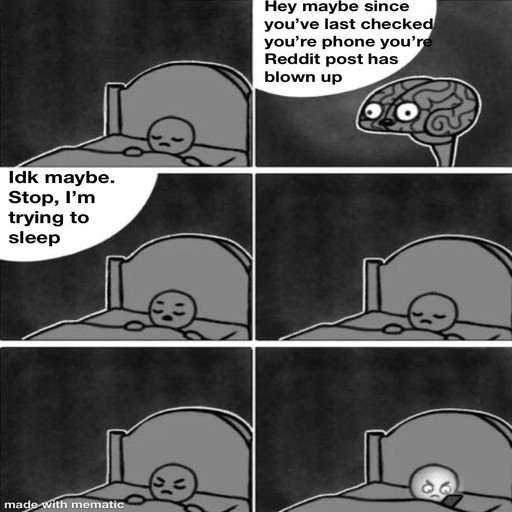 Hey maybe since
you've last checked
you're phone you're
Reddit post has
blown up
Idk maybe.
Stop, I'm
trying to
sleep
made with mematic